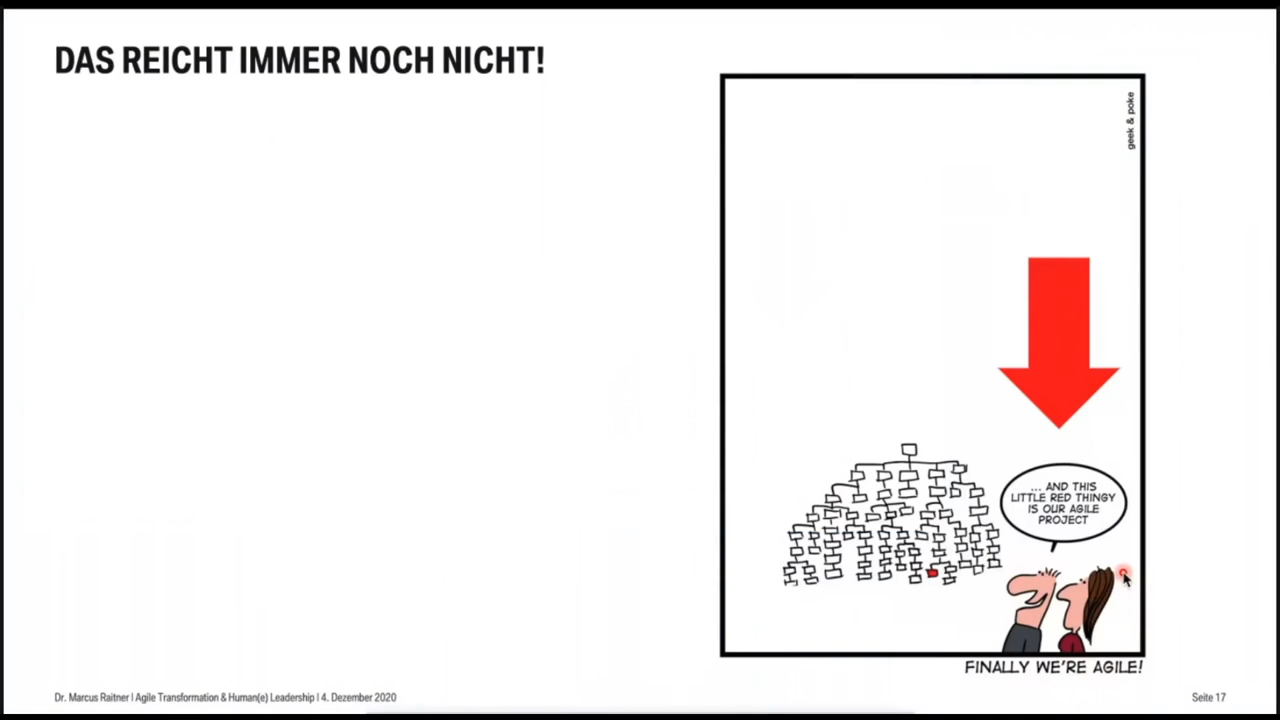 DAS REICHT IMMER NOCH NICHT!
geek & poke
... AND THIS
LITTLE RED THINGY
IS OUR AGILE
PROJECT
FINALLY WE'RE AGILE!
Dr. Marcus Raitner I Agile Transformation & Human(e) Leadership I 4. Dezember 2020
Seite 17